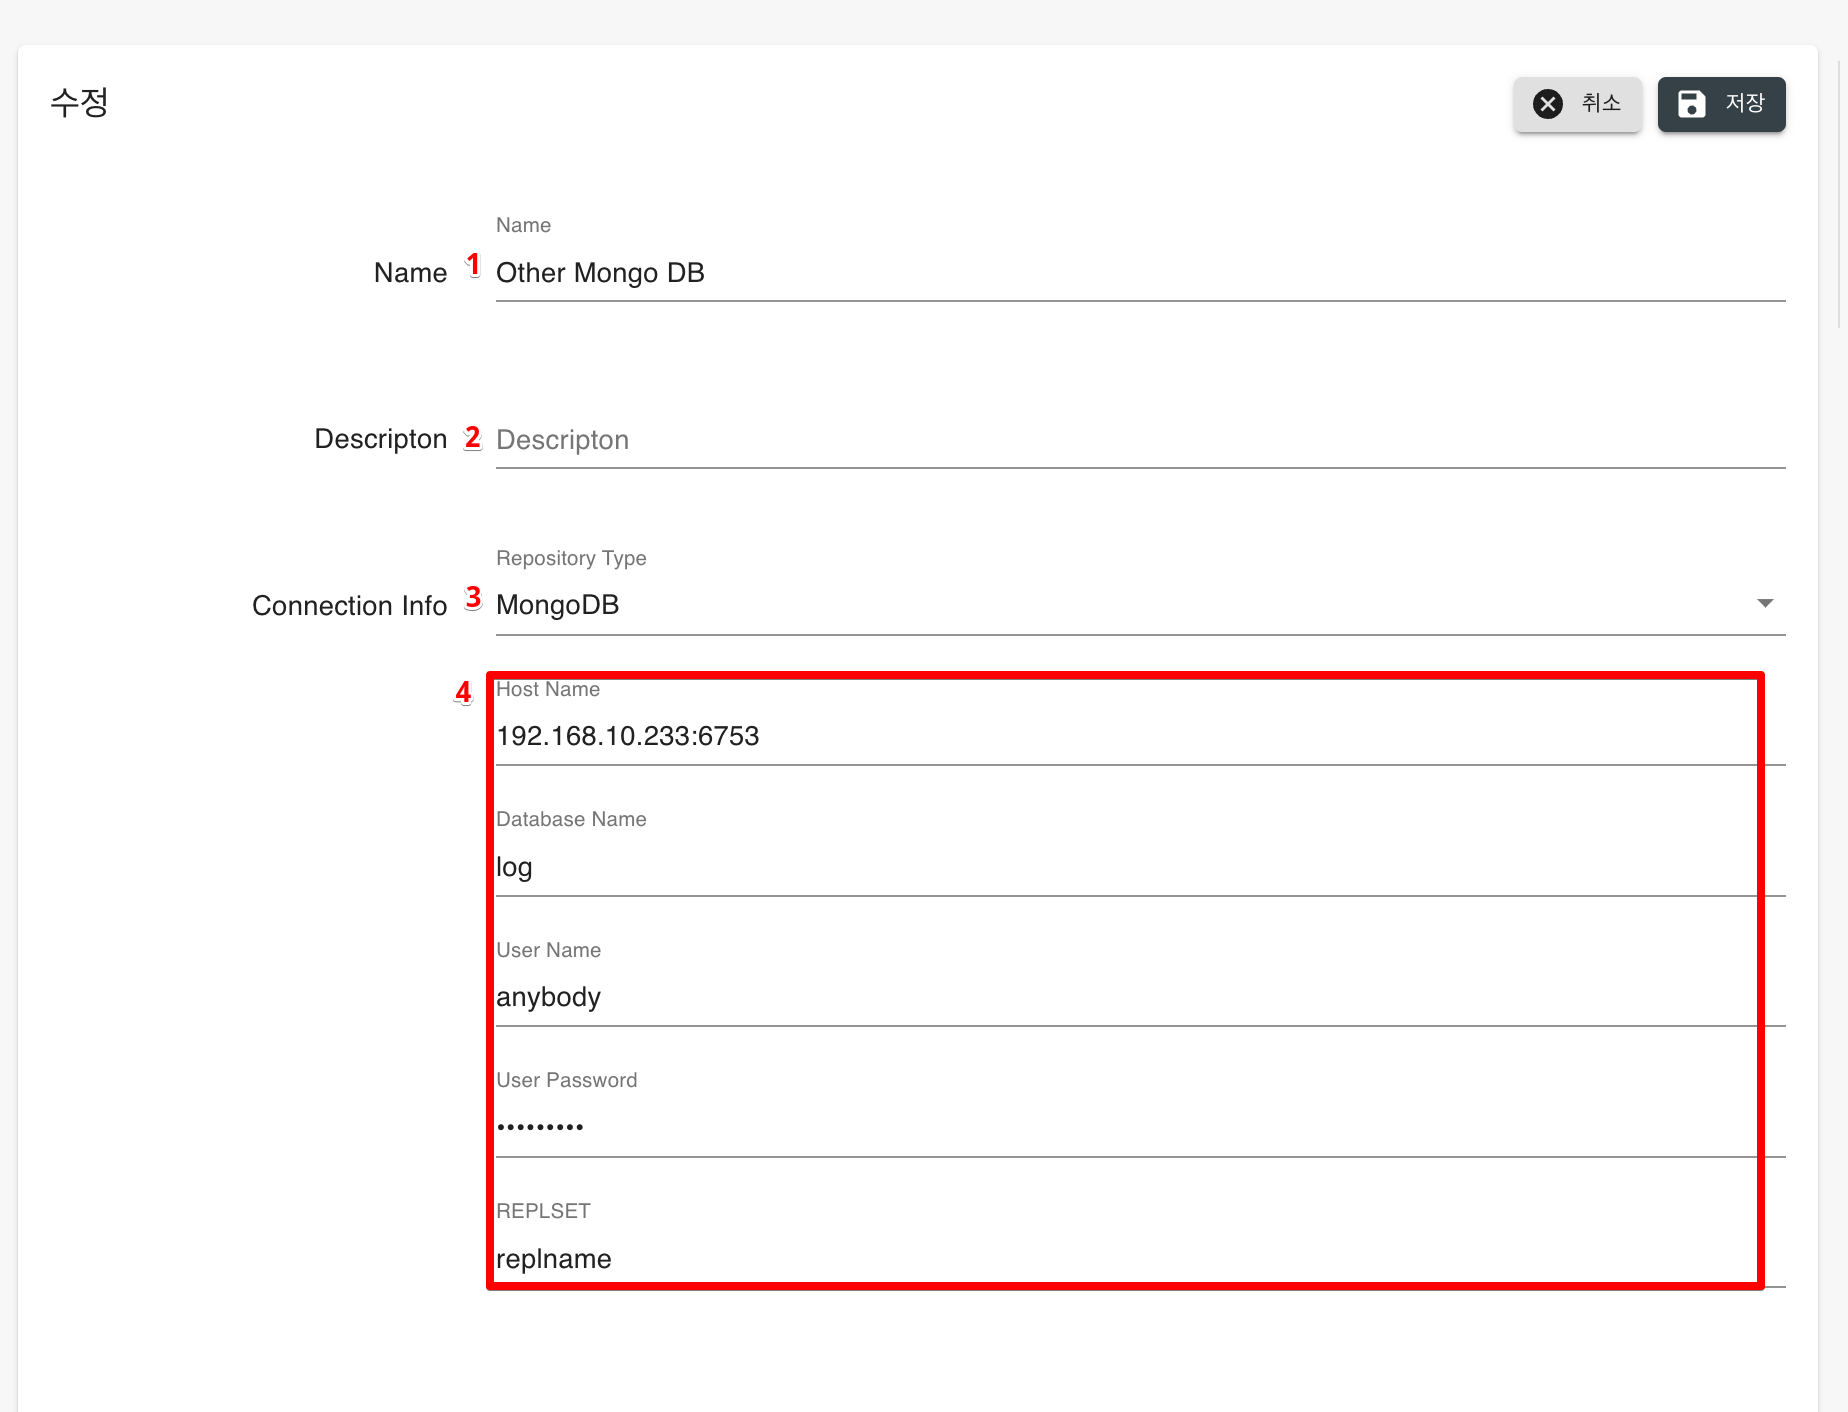 수정
취소
저장
Name
Name 1 Other Mongo DB
Descripton 2 Descripton
Repository Type
Connection Info 3 MongoDB
4 Host Name
192.168.10.233:6753
Database Name
log
User Name
anybody
User Password
•••••••••
REPLSET
replname